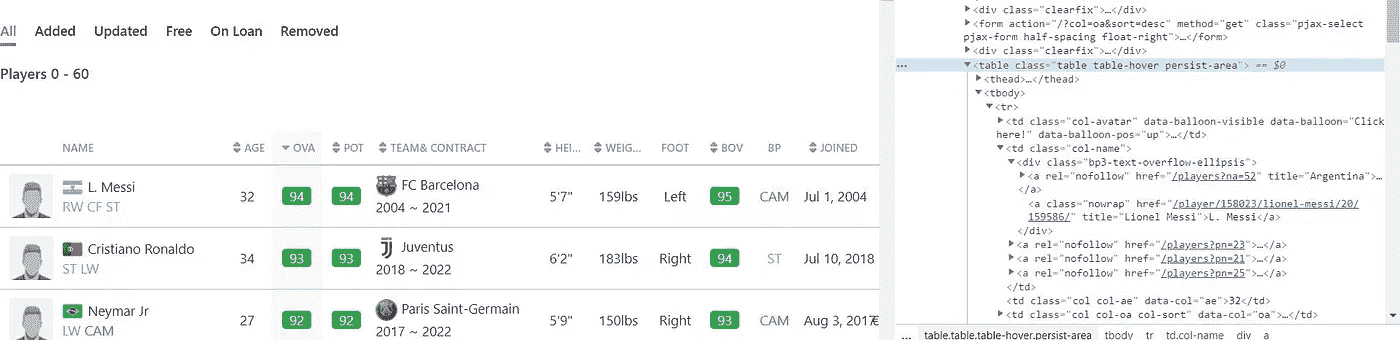 All Added Updated Free On Loan Removed
Players 0 - 60
NAME AGE OVA POT TEAM& CONTRACT HEI... WEIG... FOOT BOV BP JOINED
L. Messi
RW CF ST
32 94 94
FC Barcelona
2004 ~ 2021
5'7" 159lbs Left 95 CAM Jul 1, 2004
Cristiano Ronaldo
ST LW
34 93 93
Juventus
2018 ~ 2022
6'2" 183lbs Right 94 ST Jul 10, 2018
Neymar Jr
LW CAM
27 92 92
Paris Saint-Germain
2017 ~ 2022
5'9" 150lbs Right 93 CAM Aug 3, 2017€
<div class="clearfix">…</div>
<form action="/?col=oa&sort=desc" method="get" class="pjax-select
pjax-form half-spacing float-right">…</form>
<div class="clearfix">…</div>
... <table class="table table-hover persist-area"> == $0
<thead>…</thead>
<tbody>
<tr>
<td class="col-avatar" data-balloon-visible data-balloon="Click
here!" data-balloon-pos="up">…</td>
<td class="col-name">
<div class="bp3-text-overflow-ellipsis">
<a rel="nofollow" href="/players?na=52" title="Argentina">…
</a>
<a class="nowrap" href="/player/158023/lionel-messi/20/
159586/" title="Lionel Messi">L. Messi</a>
</div>
<a rel="nofollow" href="/players?pn=23">…</a>
<a rel="nofollow" href="/players?pn=21">…</a>
<a rel="nofollow" href="/players?pn=25">…</a>
</td>
<td class="col col-ae" data-col="ae">32</td>
<td class="col col-oa col-sort" data-col="oa">…</td>
... table.table.table-hover.persist-area tbody tr td.col-name div a